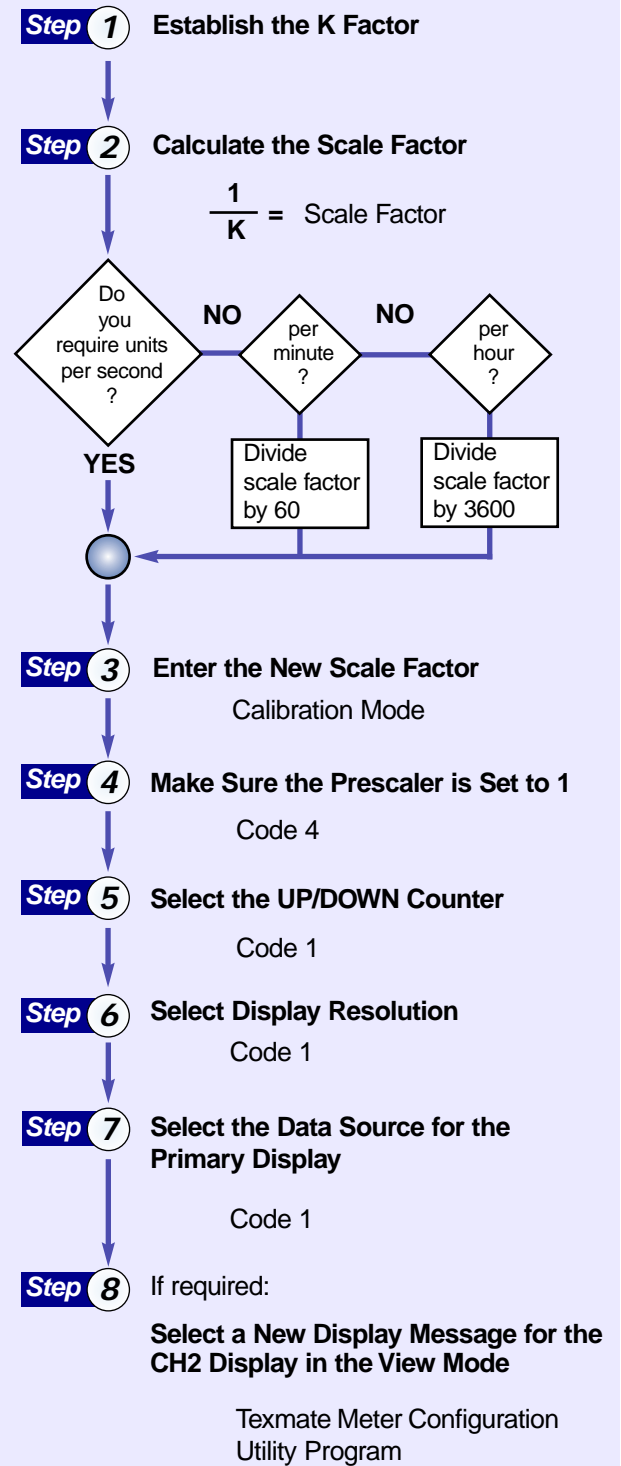 Step 1 Establish the K Factor
Step 2 Calculate the Scale Factor
1
K = Scale Factor
Do
you
require units
per second
?
NO
per
minute
?
NO
per
hour
?
YES
Divide
scale factor
by 60
Divide
scale factor
by 3600
Step 3 Enter the New Scale Factor
Calibration Mode
Step 4 Make Sure the Prescaler is Set to 1
Code 4
Step 5 Select the UP/DOWN Counter
Code 1
Step 6 Select Display Resolution
Code 1
Step 7 Select the Data Source for the
Primary Display
Code 1
Step 8 If required:
Select a New Display Message for the
CH2 Display in the View Mode
Texmate Meter Configuration
Utility Program